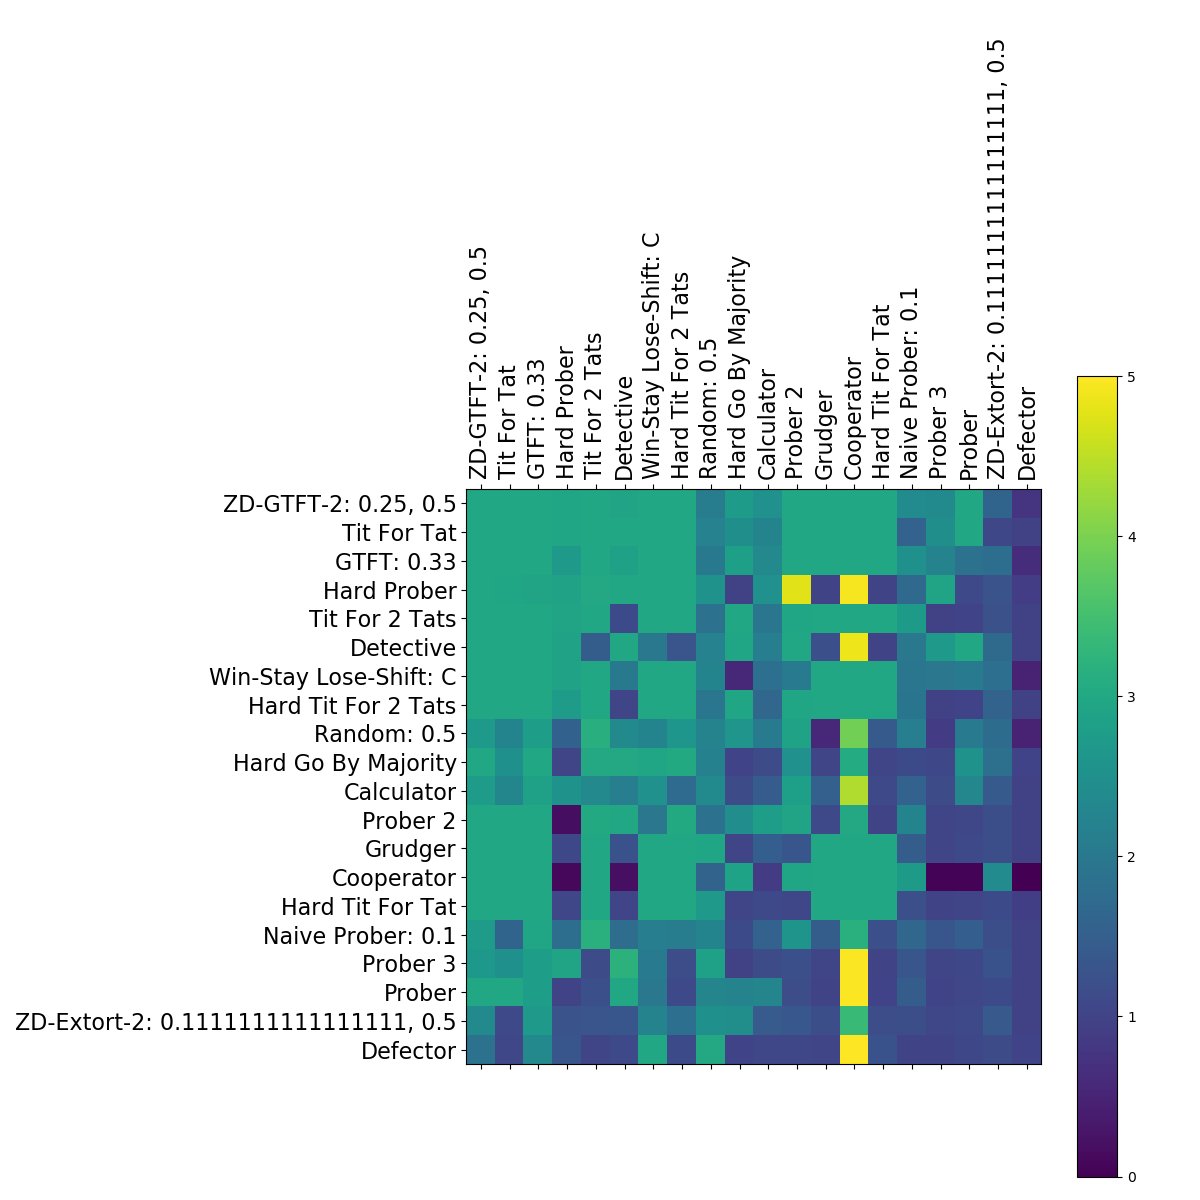 ZD-GTFT-2: 0.25, 0.5
Tit For Tat
GTFT: 0.33
Hard Prober
Tit For 2 Tats
Detective
Win-Stay Lose-Shift: C
Hard Tit For 2 Tats
Random: 0.5
Hard Go By Majority
Calculator
Prober 2
Grudger
Cooperator
Hard Tit For Tat
Naive Prober: 0.1
Prober 3
Prober
ZD-Extort-2: 0.1111111111111111, 0.5
Defector
ZD-GTFT-2: 0.25, 0.5
Tit For Tat
GTFT: 0.33
Hard Prober
Tit For 2 Tats
Detective
Win-Stay Lose-Shift: C
Hard Tit For 2 Tats
Random: 0.5
Hard Go By Majority
Calculator
Prober 2
Grudger
Cooperator
Hard Tit For Tat
Naive Prober: 0.1
Prober 3
Prober
ZD-Extort-2: 0.1111111111111111, 0.5
Defector
5
4
3
2
1
0